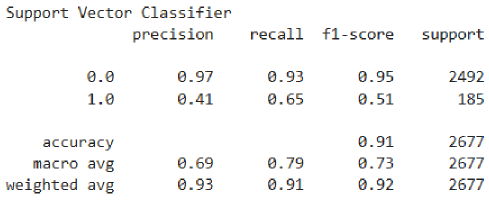 Support Vector Classifier
precision recall f1-score support
0.0 0.97 0.93 0.95 2492
1.0 0.41 0.65 0.51 185
accuracy 0.91 2677
macro avg 0.69 0.79 0.73 2677
weighted avg 0.93 0.91 0.92 2677